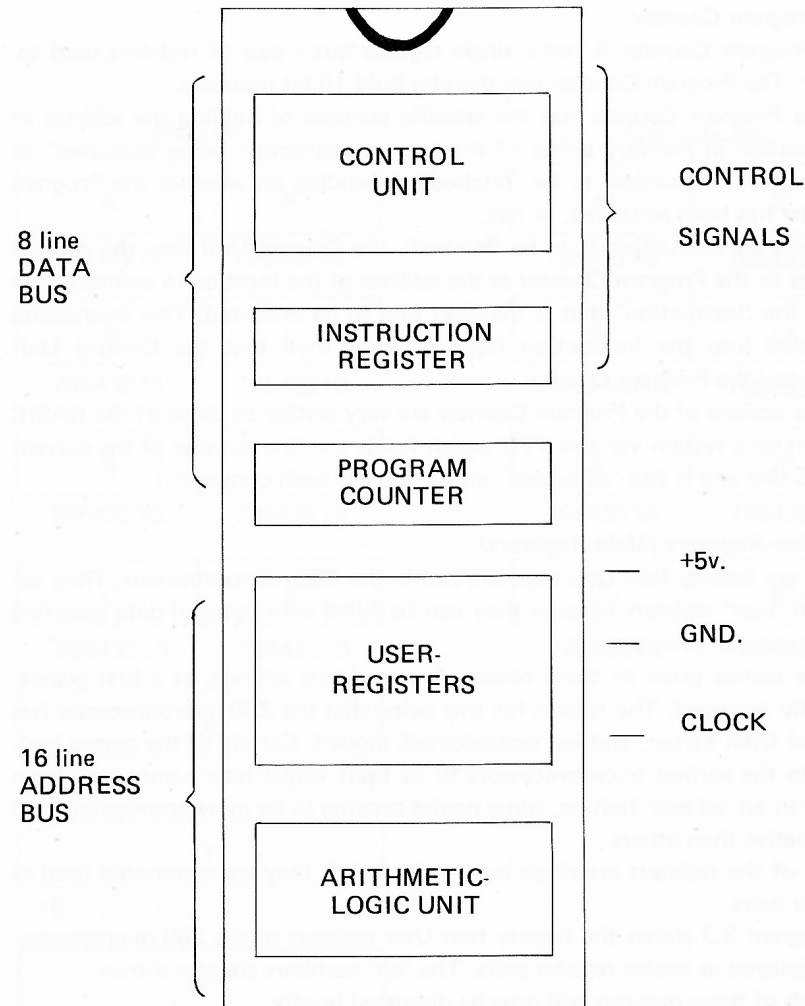 CONTROL
UNIT
CONTROL
SIGNALS
8 line
DATA
BUS
INSTRUCTION
REGISTER
PROGRAM
COUNTER
+5v.
GND.
CLOCK
USER-
REGISTERS
16 line
ADDRESS
BUS
ARITHMETIC-
LOGIC UNIT